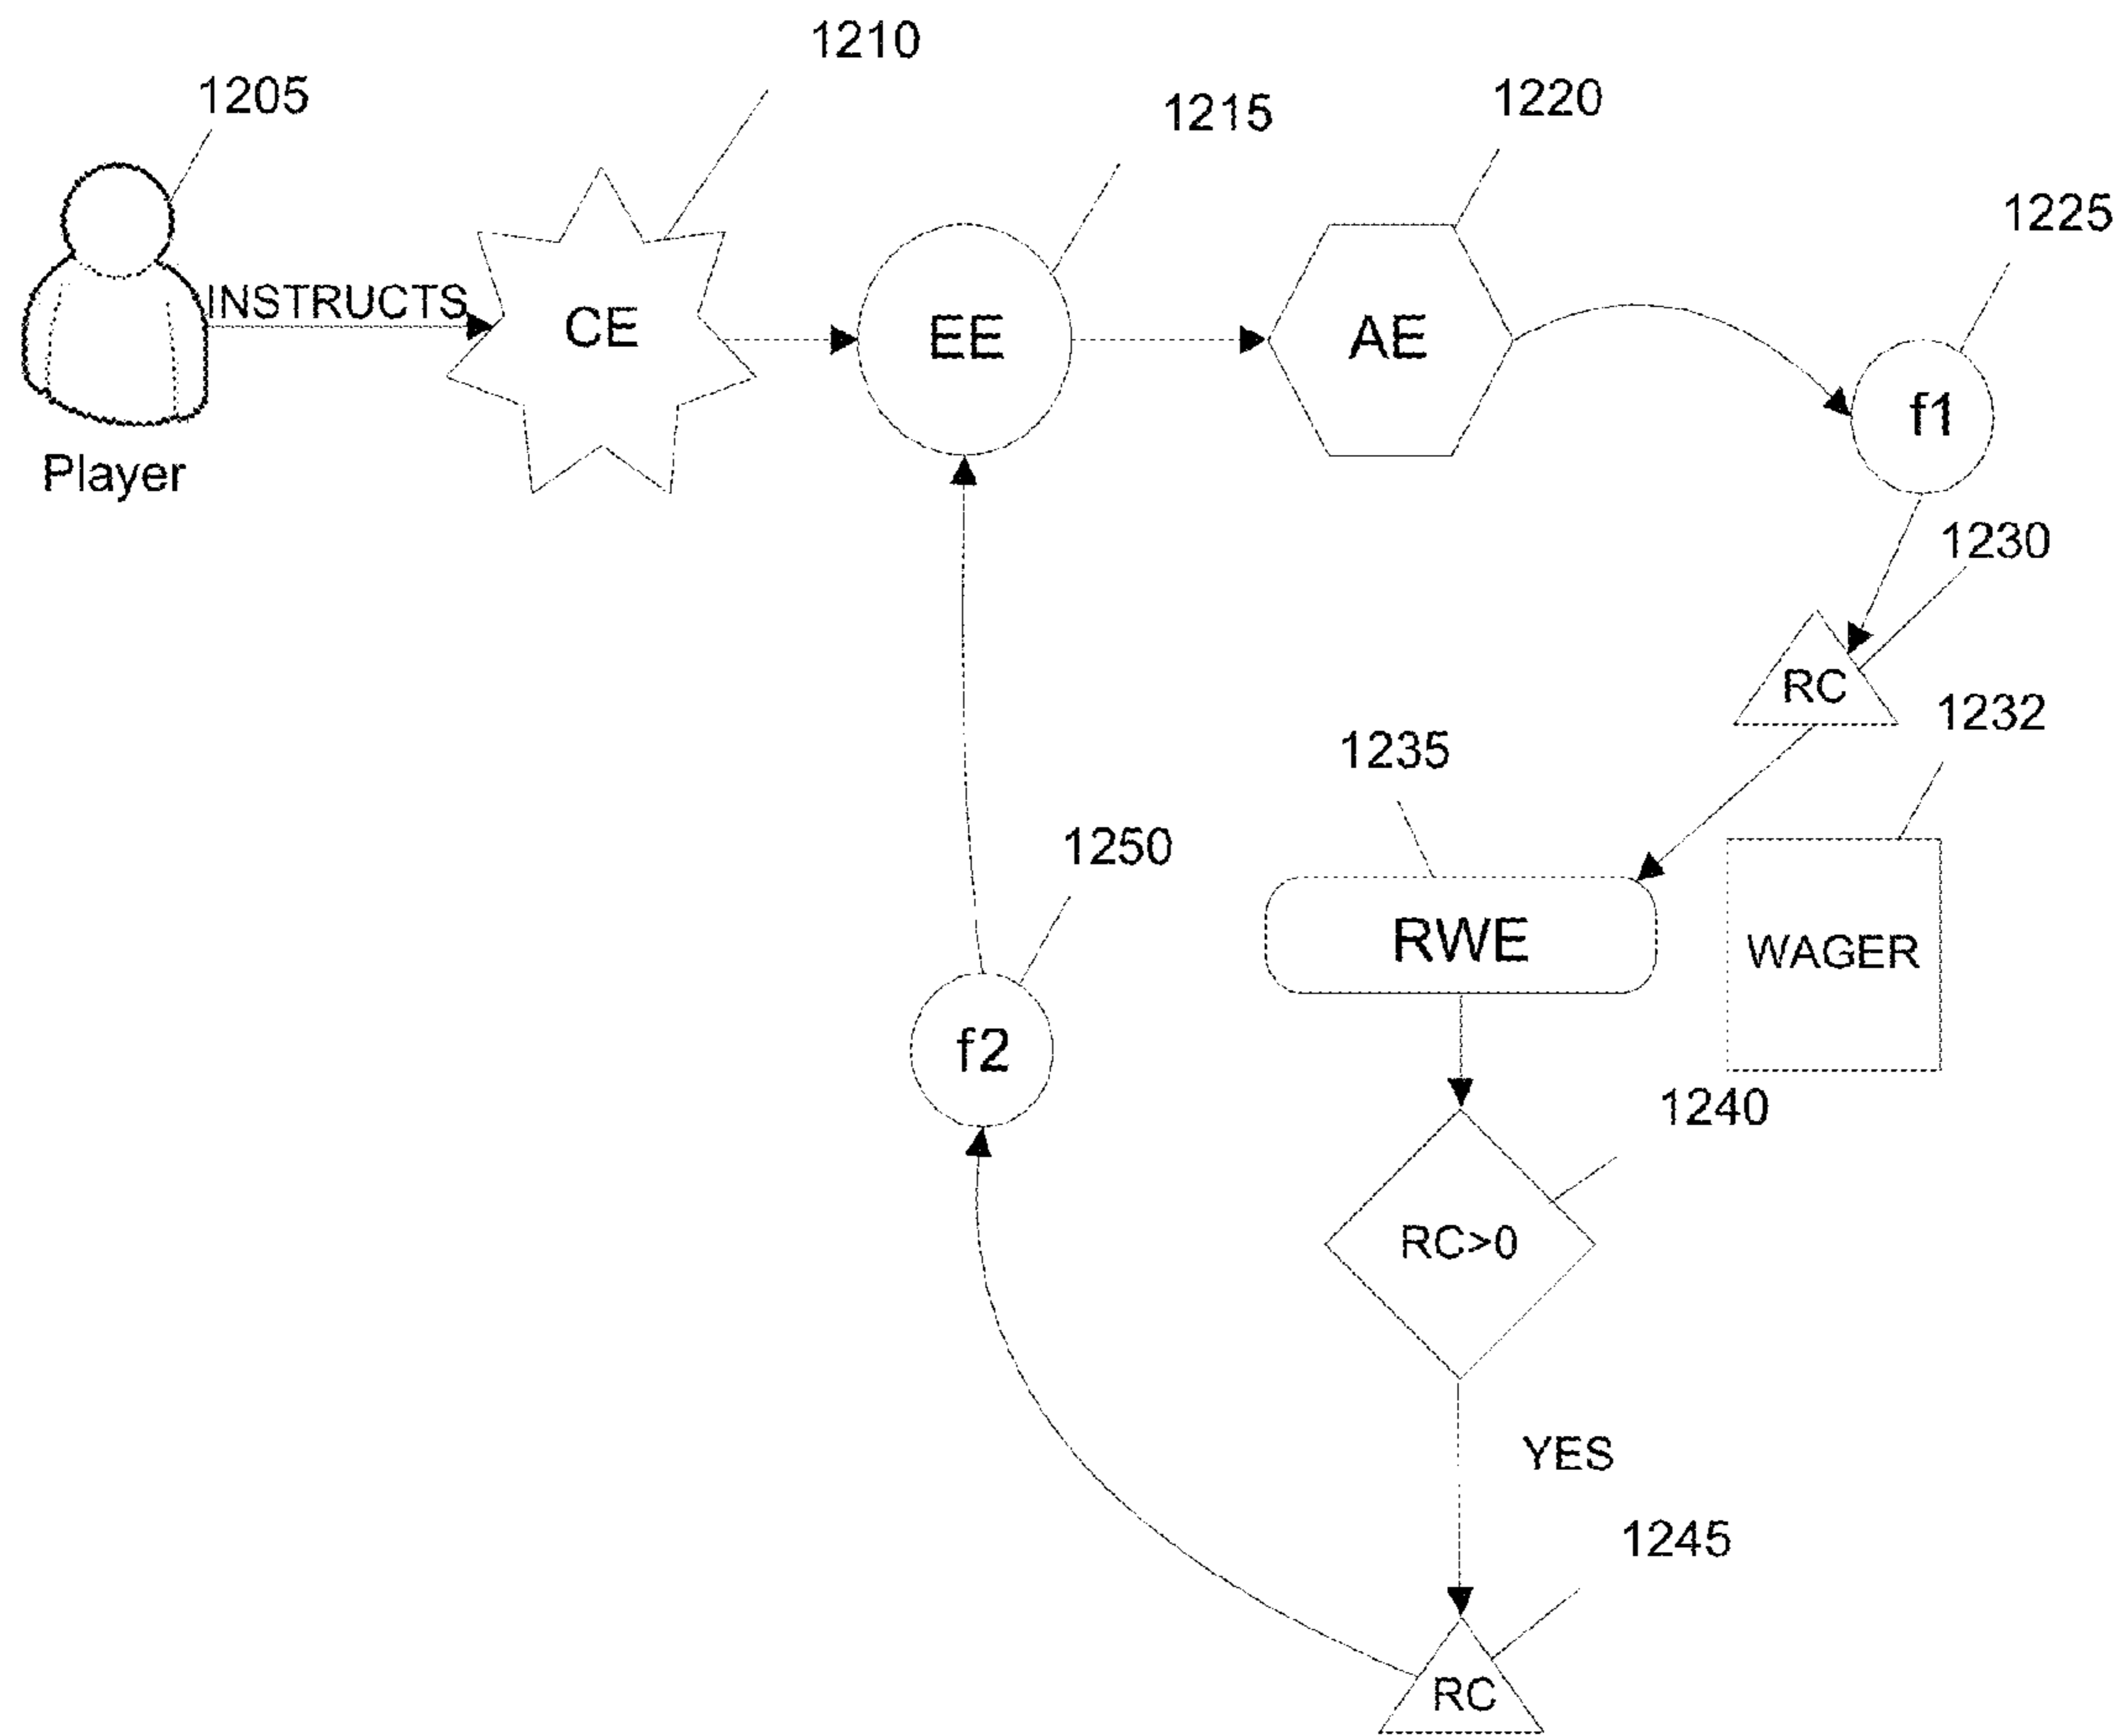 1210
1205
1220
1215
1225
INSTRUCTS
CE
EE
AE
f1
Player
1230
RC
1232
1235
1250
RWE
WAGER
f2
1240
RC>0
YES
1245
RC